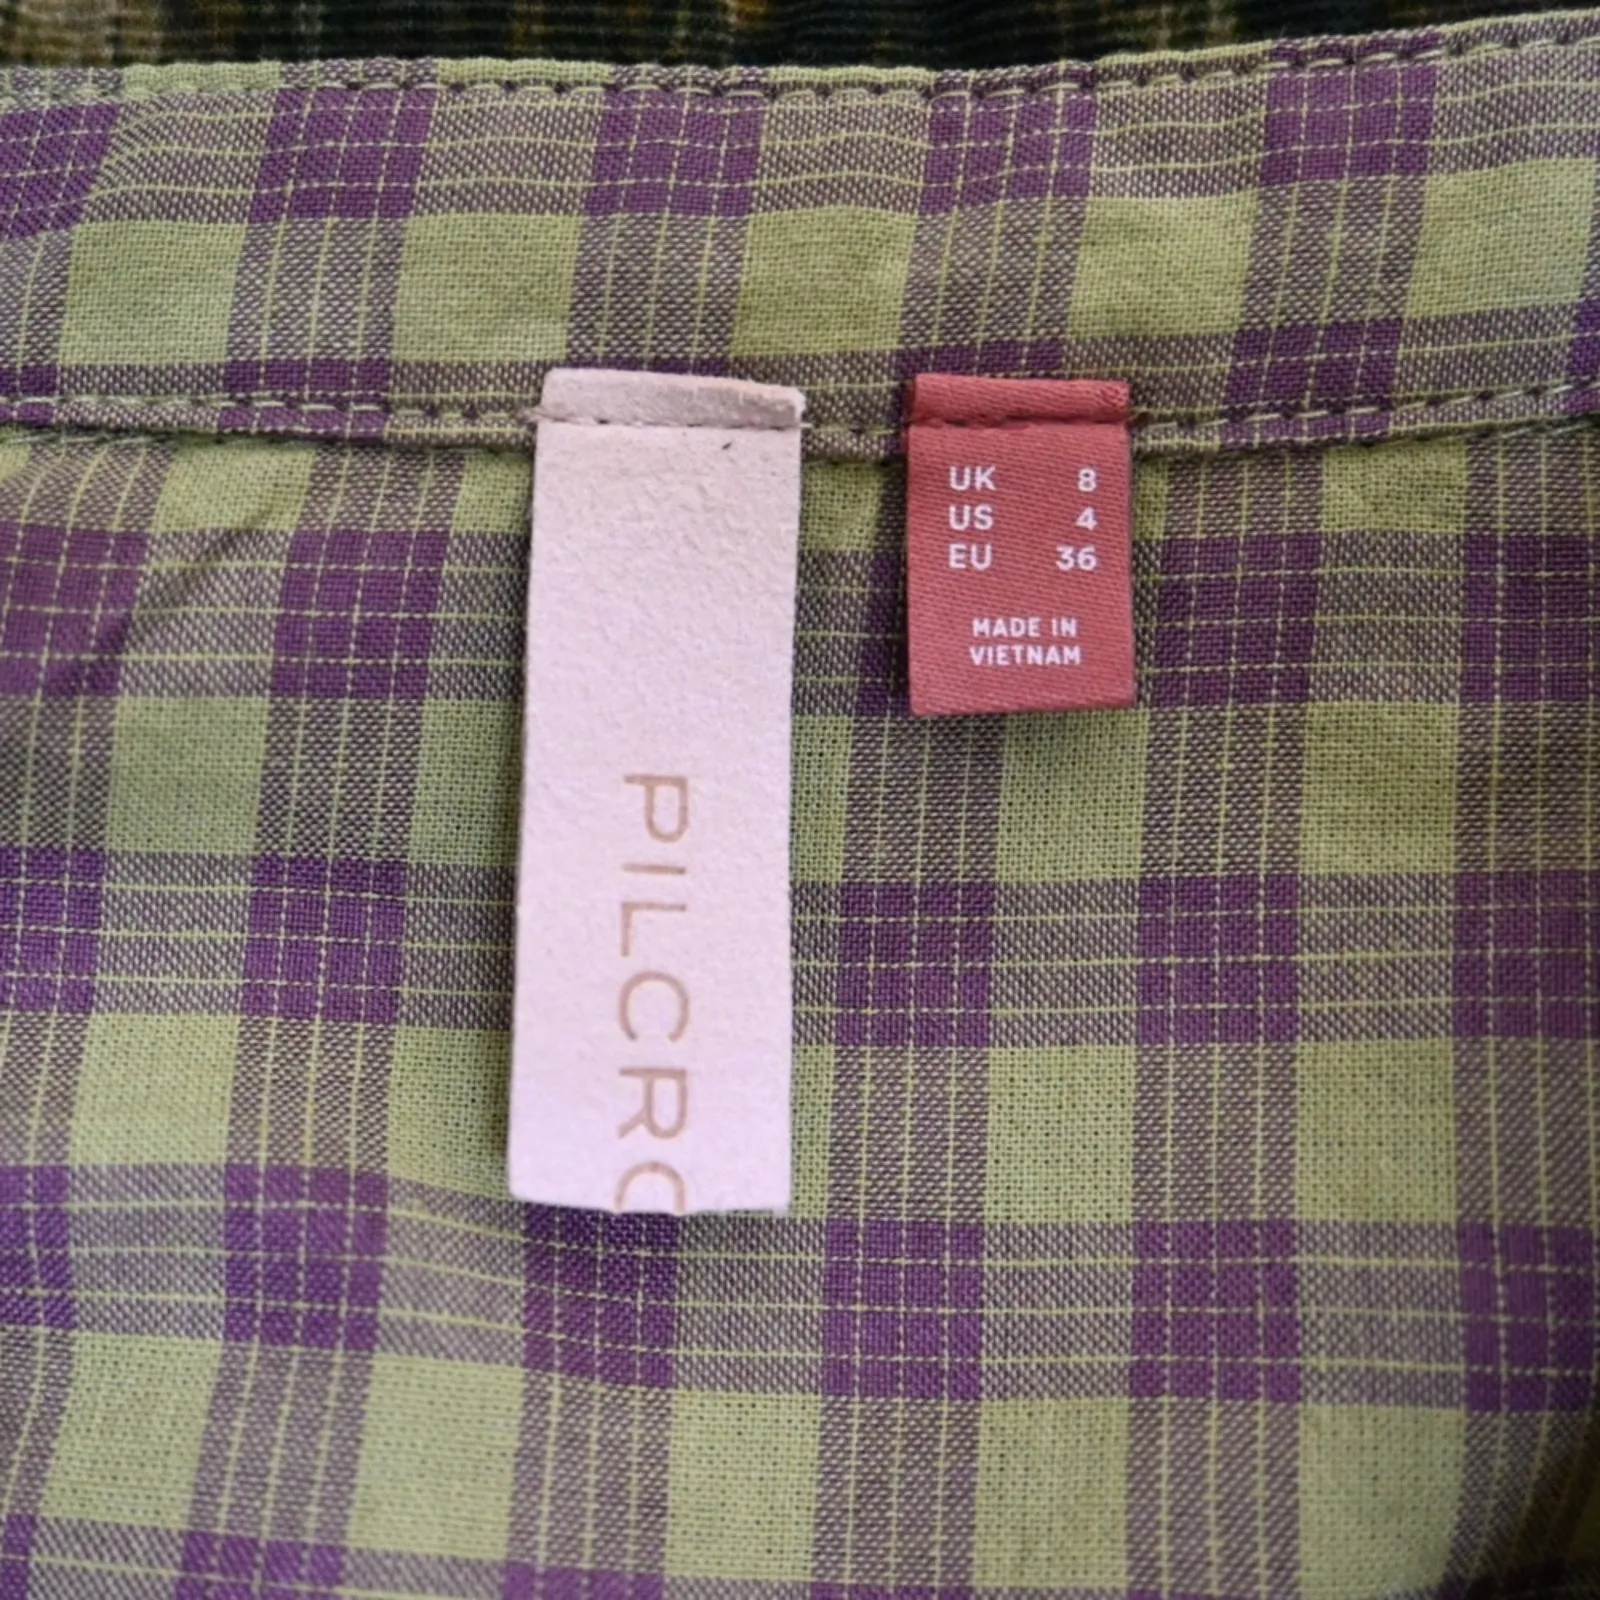 PILCRO
UK 8
US 4
EU 36
MADE IN
VIETNAM